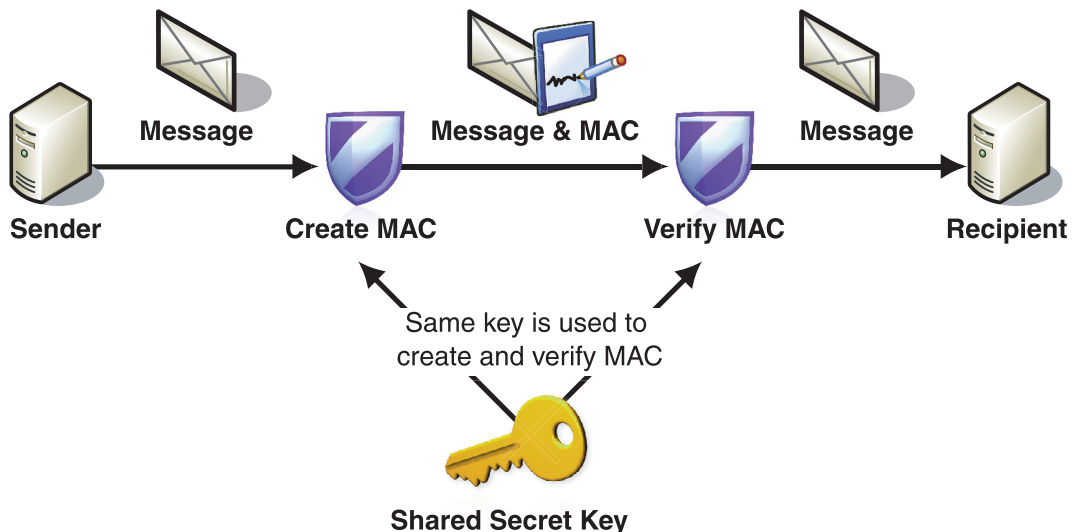 Message
Message & MAC
Message
Sender
Create MAC
Verify MAC
Recipient
Same key is used to
create and verify MAC
Shared Secret Key